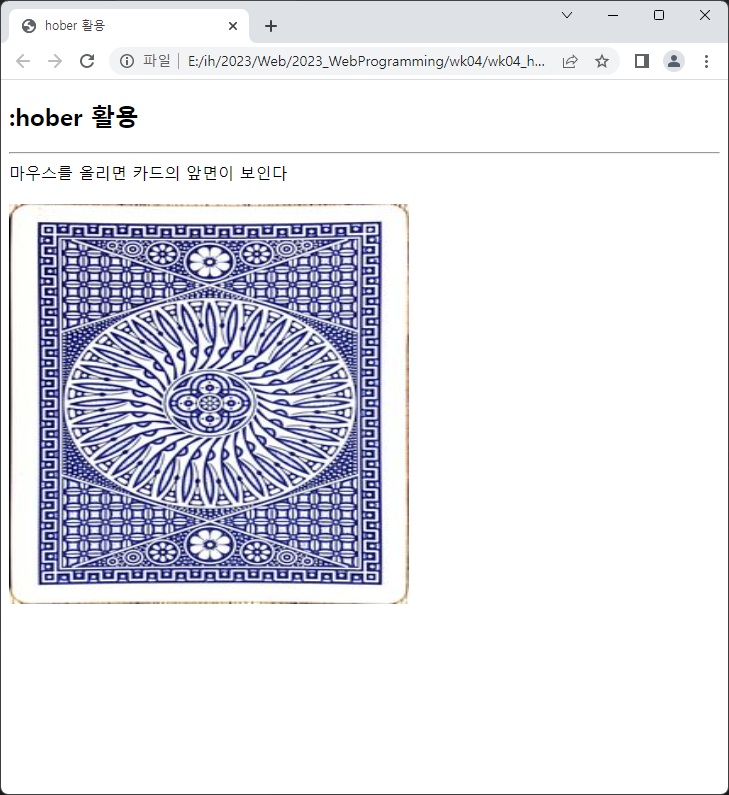 hober 활용
파일 | E:/ih/2023/Web/2023_WebProgramming/wk04/wk04_h...
:hober 활용
마우스를 올리면 카드의 앞면이 보인다